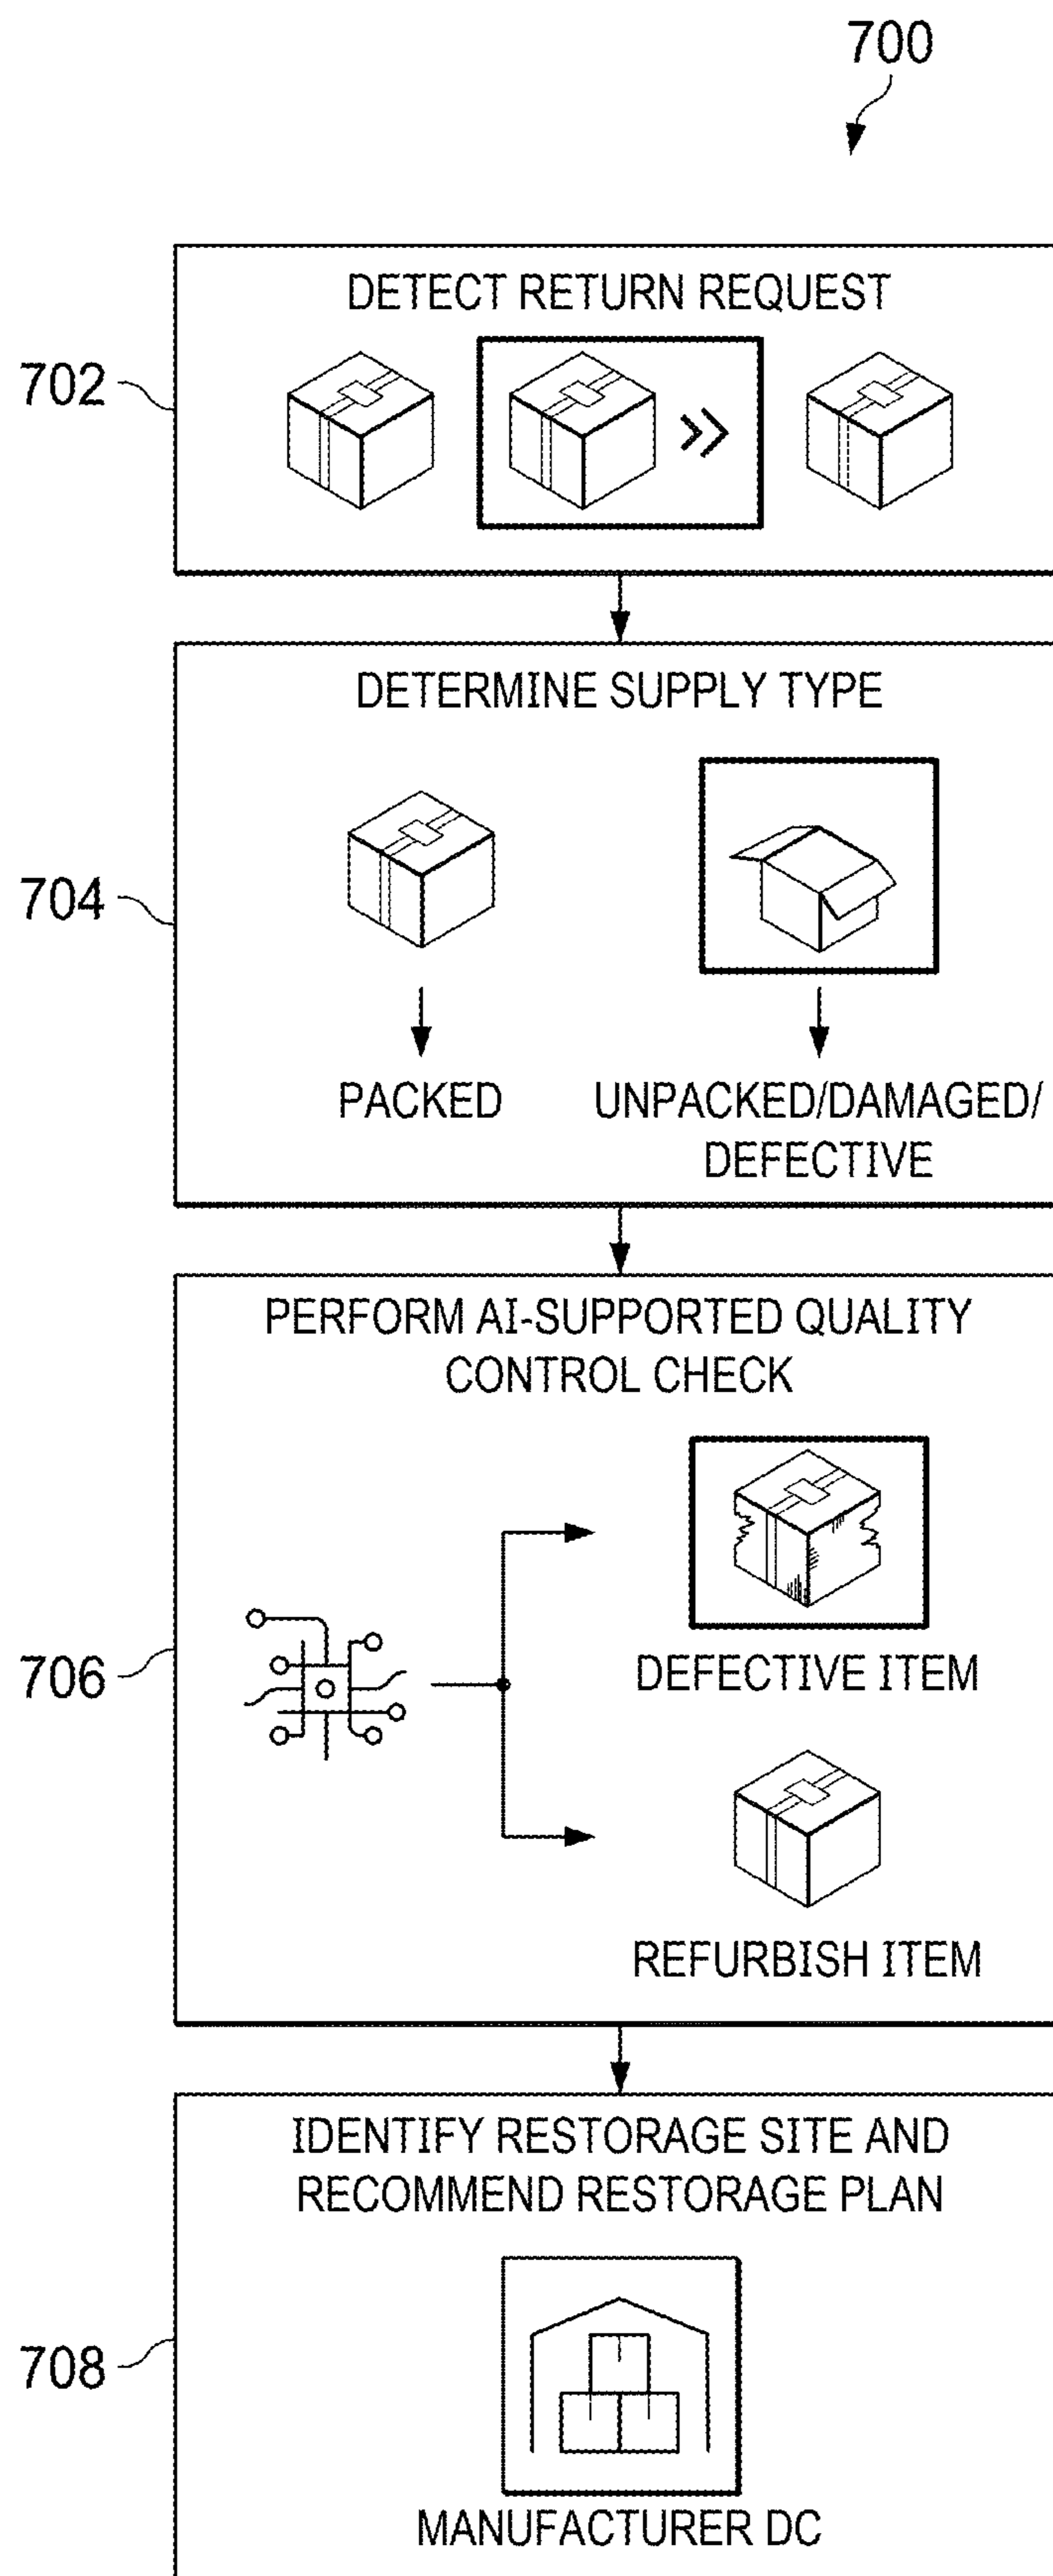 700
DETECT RETURN REQUEST
702
DETERMINE SUPPLY TYPE
704
PACKED
UNPACKED/DAMAGED/
DEFECTIVE
PERFORM AI-SUPPORTED QUALITY
CONTROL CHECK
706
DEFECTIVE ITEM
REFURBISH ITEM
IDENTIFY RESTORAGE SITE AND
RECOMMEND RESTORAGE PLAN
708
MANUFACTURER DC